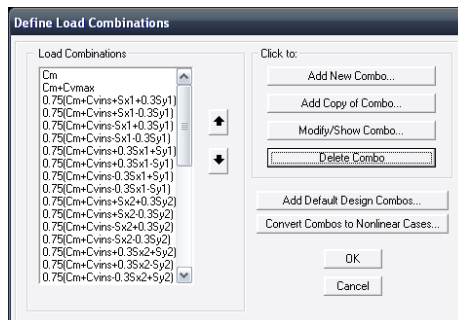 Define Load Combinations
Load Combinations
Cm
Cm+Cvmax
0.75(Cm+Cvins+Sx1+0.3Sy1)
0.75(Cm+Cvins+Sx1-0.3Sy1)
0.75(Cm+Cvins-Sx1+0.3Sy1)
0.75(Cm+Cvins-Sx1-0.3Sy1)
0.75(Cm+Cvins+0.3Sx1+Sy1)
0.75(Cm+Cvins+0.3Sx1-Sy1)
0.75(Cm+Cvins-0.3Sx1+Sy1)
0.75(Cm+Cvins-0.3Sx1-Sy1)
0.75(Cm+Cvins+Sx2+0.3Sy2)
0.75(Cm+Cvins+Sx2-0.3Sy2)
0.75(Cm+Cvins-Sx2+0.3Sy2)
0.75(Cm+Cvins-Sx2-0.3Sy2)
0.75(Cm+Cvins+0.3Sx2+Sy2)
0.75(Cm+Cvins+0.3Sx2-Sy2)
0.75(Cm+Cvins-0.3Sx2+Sy2)
Click to:
Add New Combo...
Add Copy of Combo...
Modify/Show Combo...
Delete Combo
Add Default Design Combos...
Convert Combos to Nonlinear Cases...
OK
Cancel